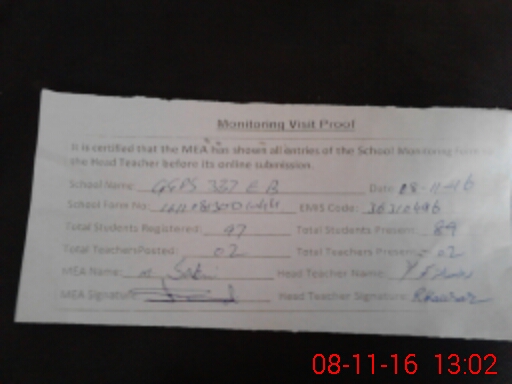 Monitoring Visit Proof
It is certified that the MEA has shown all entries of the School Monitoring Form to
the Head Teacher before its online submission.
School Name: GGPS 337 E B Date 08-11-16
School Form No: EMIS Code: 36310496
Total Students Registered: 97 Total Students Present: 89
Total Teachers Posted: 02 Total Teachers Present: 02
MEA Name: Head Teacher Name:
MEA Signature: Head Teacher Signature:
08-11-16 13:02